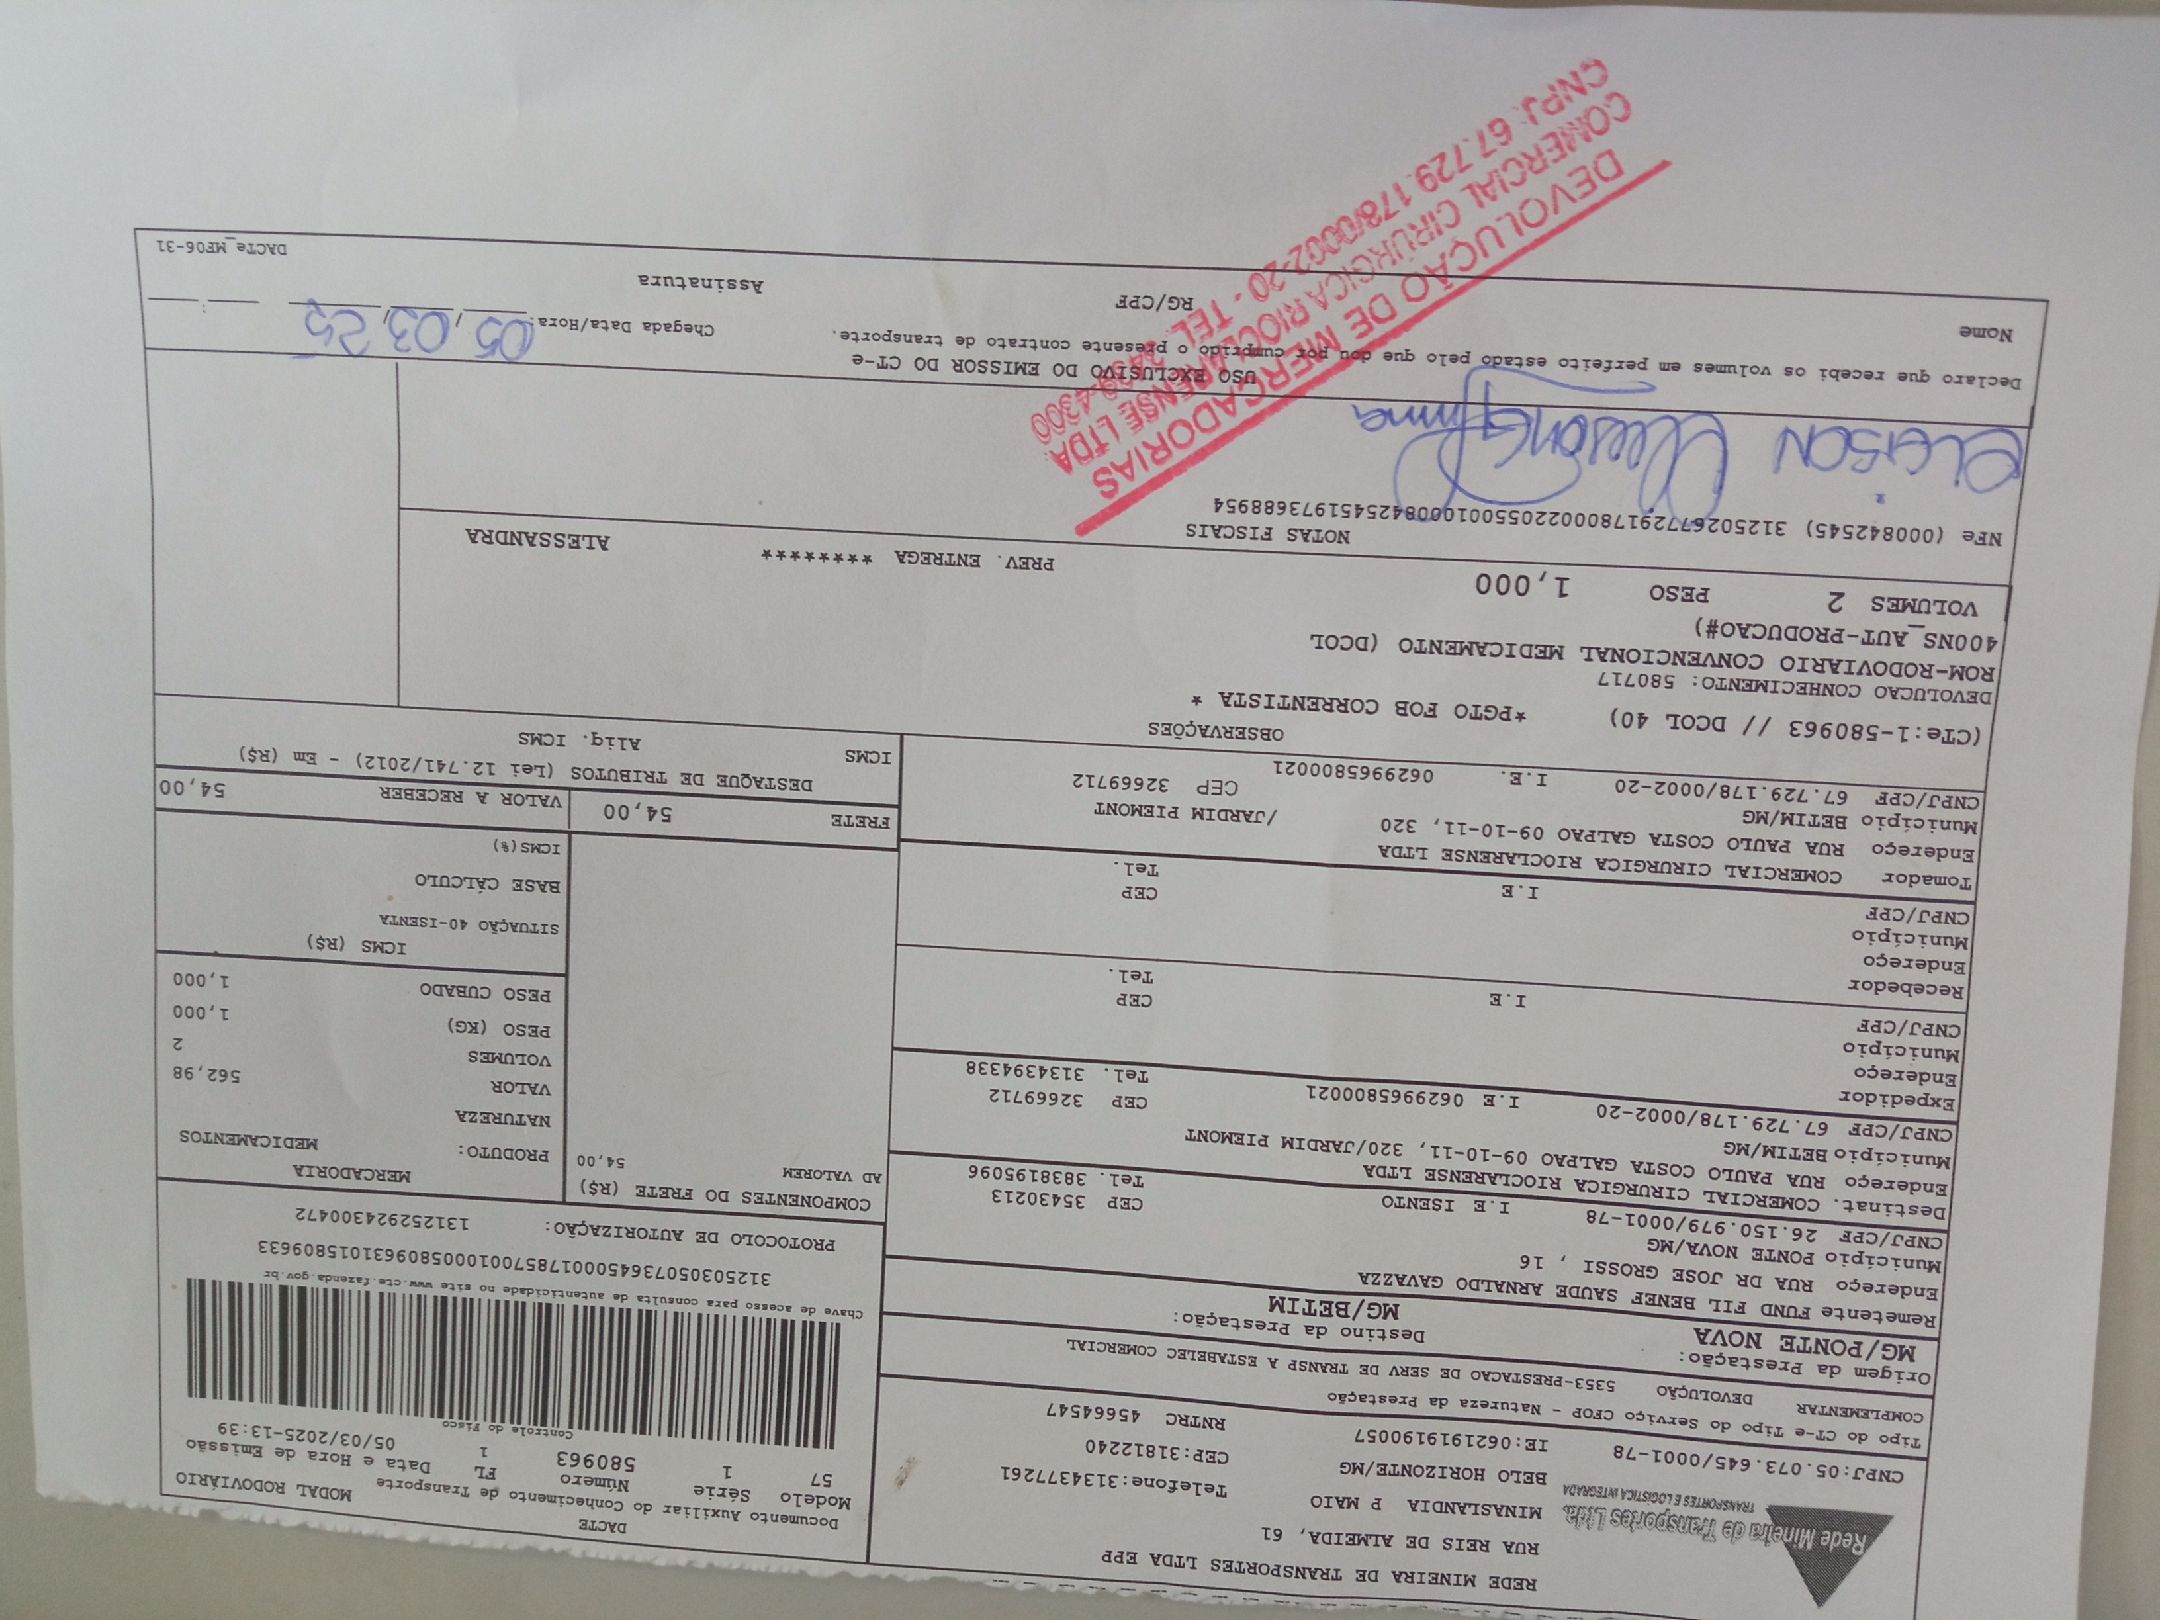 REDE MINEIRA DE TRANSPORTES LTDA EPP
Rede Mineira de Transportes Ltda.
TRANSPORTES E LOGISTICA INTEGRADA
RUA REIS DE ALMEIDA, 61
MINASLANDIA P MAIO Telefone:3134377261
BELO HORIZONTE/MG CEP:31812240
CNPJ:05.073.645/0001-78 IE:0621919190057 RNTRC 45664547
Tipo do CT-e Tipo do Serviço CFOP - Natureza da Prestação
COMPLEMENTAR DEVOLUÇÃO 5353-PRESTACAO DE SERV DE TRANSP A ESTABELEC COMERCIAL
Origem da Prestação: Destino da Prestação:
MG/PONTE NOVA MG/BETIM
Remetente FUND FIL BENEF SAUDE ARNALDO GAVAZZA
Endereço RUA DR JOSE GROSSI , 16
Município PONTE NOVA/MG CEP 35430213
CNPJ/CPF 26.150.979/0001-78 I.E ISENTO Tel. 3838195096
Destinat. COMERCIAL CIRURGICA RIOCLARENSE LTDA
Endereço RUA PAULO COSTA GALPAO 09-10-11, 320/JARDIM PIEMONT
Município BETIM/MG CEP 32669712
CNPJ/CPF 67.729.178/0002-20 I.E 0629965800021 Tel. 3134394338
Expedidor
Endereço
Município CEP
CNPJ/CPF I.E Tel.
Recebedor
Endereço
Município CEP
CNPJ/CPF I.E Tel.
Tomador COMERCIAL CIRURGICA RIOCLARENSE LTDA
Endereço RUA PAULO COSTA GALPAO 09-10-11, 320 /JARDIM PIEMONT
Município BETIM/MG CEP 32669712
CNPJ/CPF 67.729.178/0002-20 I.E. 0629965800021
DACTE
Documento Auxiliar do Conhecimento de Transporte MODAL RODOVIÁRIO
Modelo Série Número FL Data e Hora de Emissão
57 1 580963 1 05/03/2025-13:39
Controle do Fisco
Chave de acesso para consulta de autenticidade no site www.cte.fazenda.gov.br
31250305073645000178570010005809631015809633
PROTOCOLO DE AUTORIZAÇÃO: 131252924300472
COMPONENTES DO FRETE (R$)
AD VALOREM 54,00
MERCADORIA
PRODUTO: MEDICAMENTOS
NATUREZA
VALOR 562,98
VOLUMES 2
PESO (KG) 1,000
PESO CUBADO 1,000
ICMS (R$)
SITUAÇÃO 40-ISENTA
BASE CÁLCULO
ICMS(%)
FRETE 54,00 VALOR A RECEBER 54,00
DESTAQUE DE TRIBUTOS (Lei 12.741/2012) - Em (R$)
ICMS Aliq. ICMS
OBSERVAÇÕES
(CTe:1-580963 // DCOL 40) *PGTO FOB CORRENTISTA *
DEVOLUCAO CONHECIMENTO: 580717
ROM-RODOVIARIO CONVENCIONAL MEDICAMENTO (DCOL
400NS_AUT-PRODUCAO#)
VOLUMES 2 PESO 1,000 PREV. ENTREGA ******** ALESSANDRA
NOTAS FISCAIS
NFe (000842545) 31250267729178000220550010008425451973688954
CLEISON
USO EXCLUSIVO DO EMISSOR DO CT-e
Declaro que recebi os volumes em perfeito estado pelo que dou por cumprido o presente contrato de transporte.
Chegada Data/Hora: 05/03/25
Nome RG/CPF Assinatura
DACTe_MF06-31
DEVOLUÇÃO DE MERCADORIAS
COMERCIAL CIRÚRGICA RIOCLARENSE LTDA
CNPJ. 67.729.178/0002-20 - TEL.